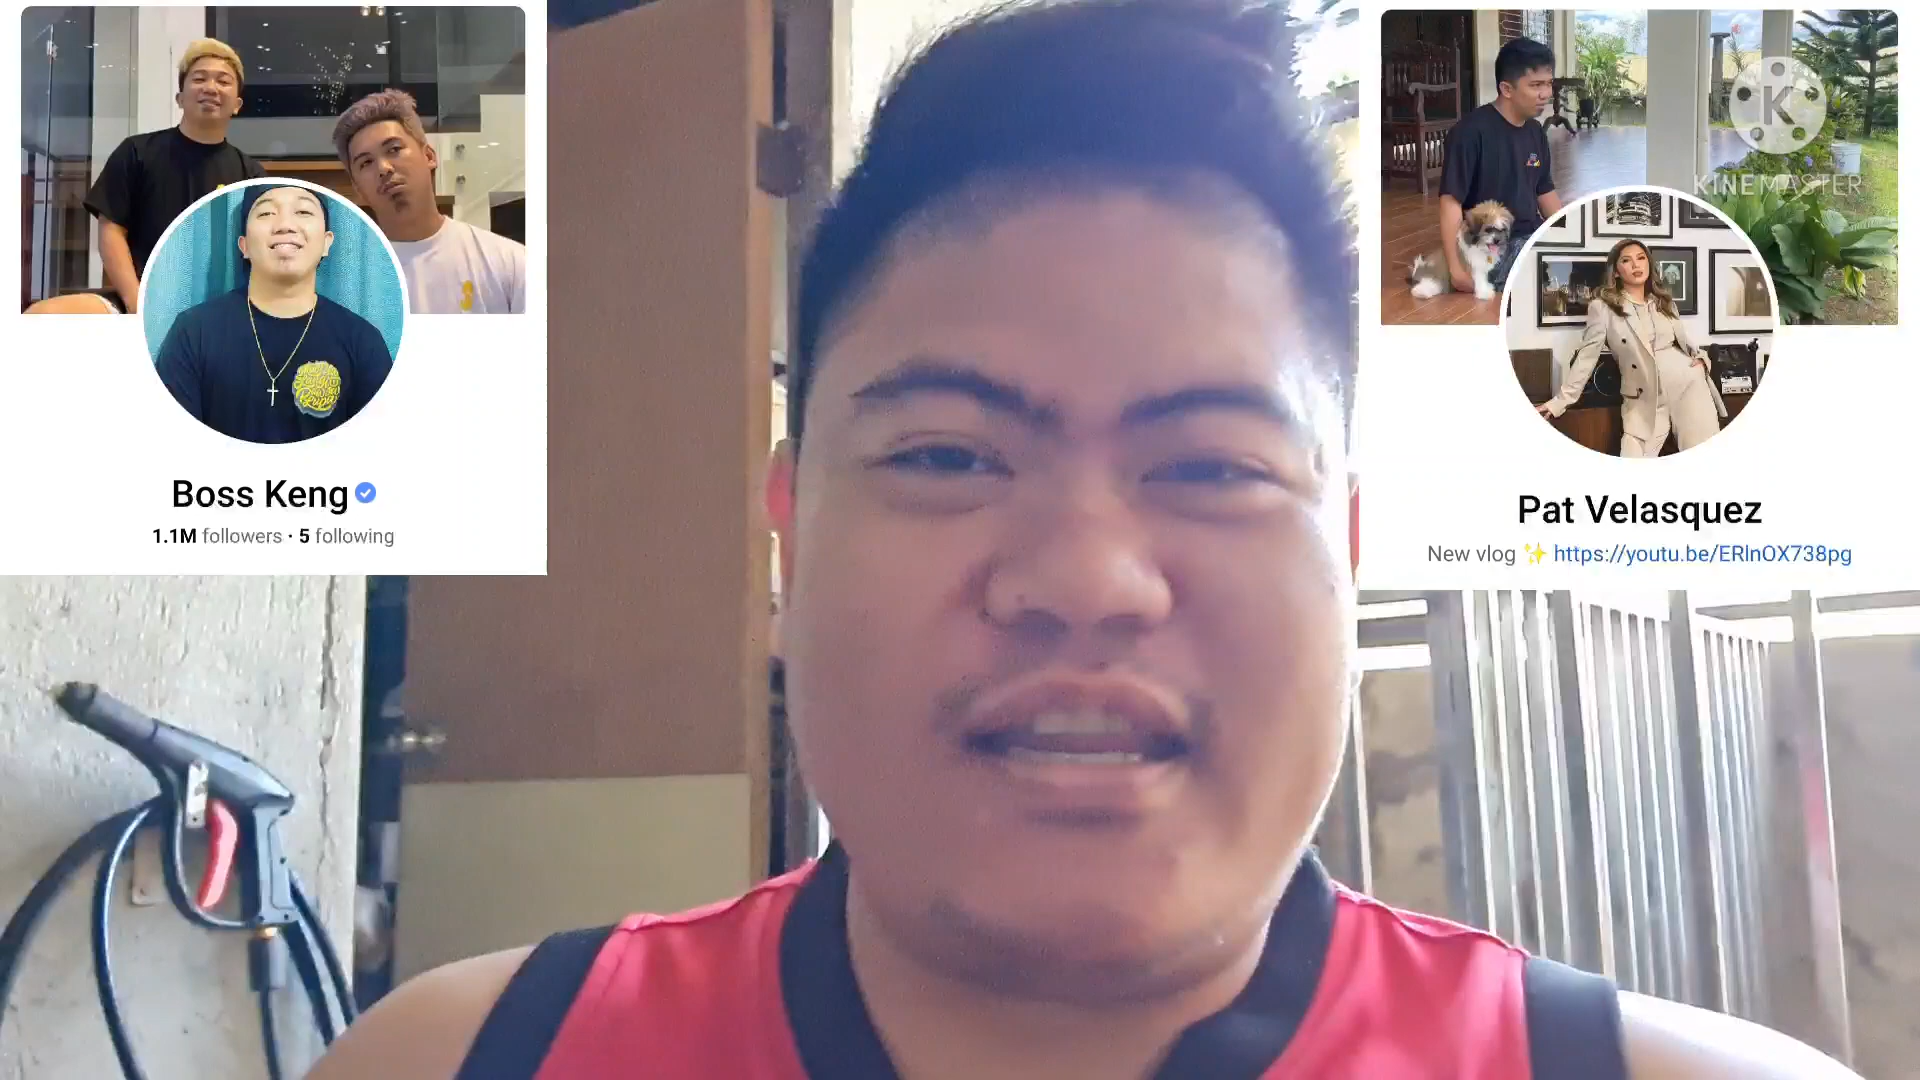 Boss Keng
1.1M followers · 5 following
K
KINEMASTER
Pat Velasquez
New vlog ✨ https://youtu.be/ERlnOX738pg